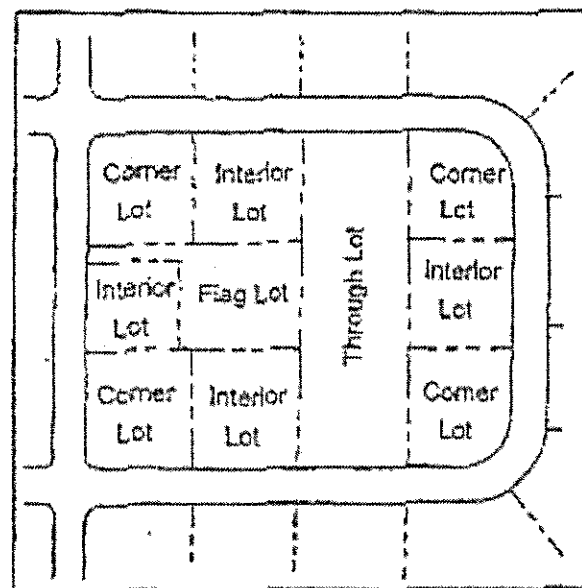 Corner
Lot
Interior
Lot
Corner
Lct
Through Lot
Interior
Lot
Flag Lot
Interior
Lot
Corner
Lot
Interior
Lot
Corner
Lot